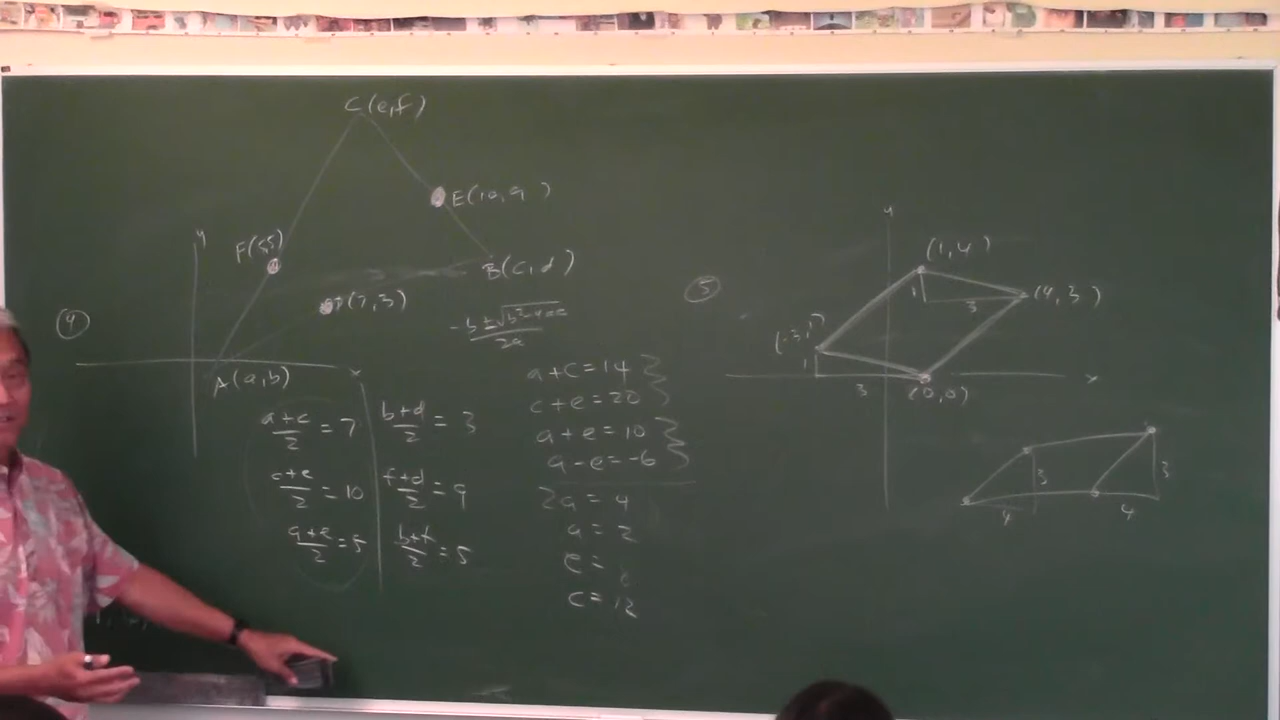 C(e,f)
E(10,9)
F(5,5)
B(c,d)
D(7,3)
y
x
A(a,b)
④
-b±√b²-4ac
2a
a+c/2 = 7
c+e/2 = 10
a+e/2 = 5
b+d/2 = 3
f+d/2 = 9
b+f/2 = 5
a+c=14
c+e=20
a+e=10
a-e=-6
2a=4
a=2
e=
c=12
⑤
y
(1,4)
1
3
(4,3)
(-3,1)
1
3
(0,0)
x
3
4
3
4